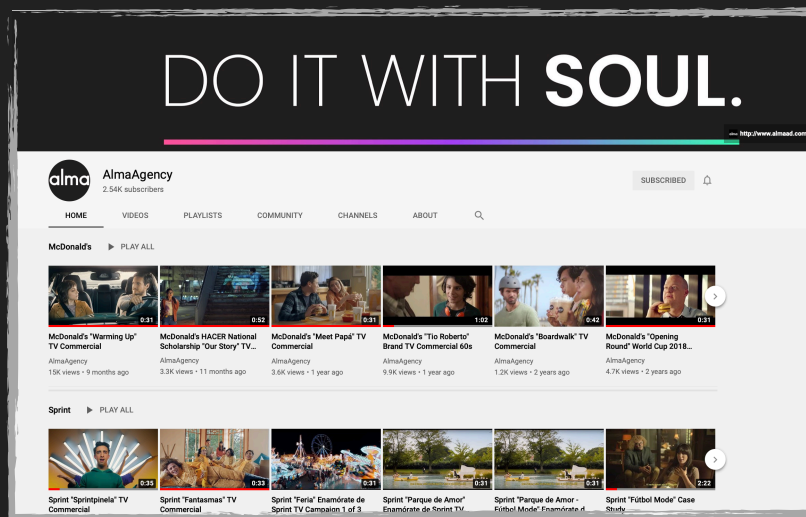 DO IT WITH SOUL.
http://www.almaad.com
alma
AlmaAgency
2.54K subscribers
SUBSCRIBED
HOME VIDEOS PLAYLISTS COMMUNITY CHANNELS ABOUT
McDonald's PLAY ALL
0:31 0:52 0:31 1:02 0:42 0:31
McDonald's "Warming Up"
TV Commercial
AlmaAgency
15K views • 9 months ago
McDonald's HACER National
Scholarship "Our Story" TV...
AlmaAgency
3.3K views • 11 months ago
McDonald's "Meet Papá" TV
Commercial
AlmaAgency
3.6K views • 1 year ago
McDonald's "Tio Roberto"
Brand TV Commercial 60s
AlmaAgency
9.9K views • 1 year ago
McDonald's "Boardwalk" TV
Commercial
AlmaAgency
1.2K views • 2 years ago
McDonald's "Opening
Round" World Cup 2018...
AlmaAgency
4.7K views • 2 years ago
Sprint PLAY ALL
0:35 0:33 0:31 0:31 0:31 2:22
Sprint "Sprintpinela" TV
Commercial
Sprint "Fantasmas" TV
Commercial
Sprint "Feria" Enamórate de
Sprint TV Campaign 1 of 3
Sprint "Parque de Amor"
Enamórate de Sprint TV
Sprint "Parque de Amor -
Fútbol Mode" Enamórate d
Sprint "Fútbol Mode" Case
Study